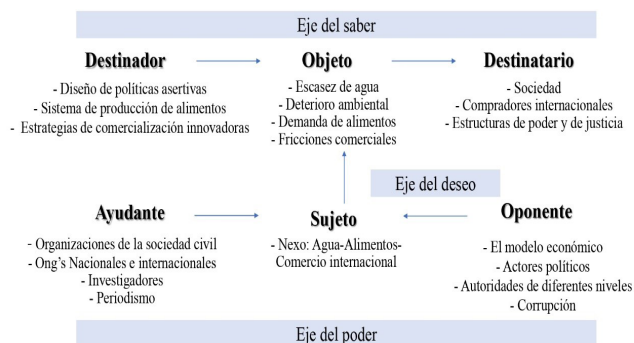 Eje del saber
Destinador
- Diseño de políticas asertivas
- Sistema de producción de alimentos
- Estrategias de comercialización innovadoras
Objeto
- Escasez de agua
- Deterioro ambiental
- Demanda de alimentos
- Fricciones comerciales
Destinatario
- Sociedad
- Compradores internacionales
- Estructuras de poder y de justicia
Eje del deseo
Ayudante
- Organizaciones de la sociedad civil
- Ong’s Nacionales e internacionales
- Investigadores
- Periodismo
Sujeto
- Nexo: Agua-Alimentos-
Comercio internacional
Oponente
- El modelo económico
- Actores políticos
- Autoridades de diferentes niveles
- Corrupción
Eje del poder